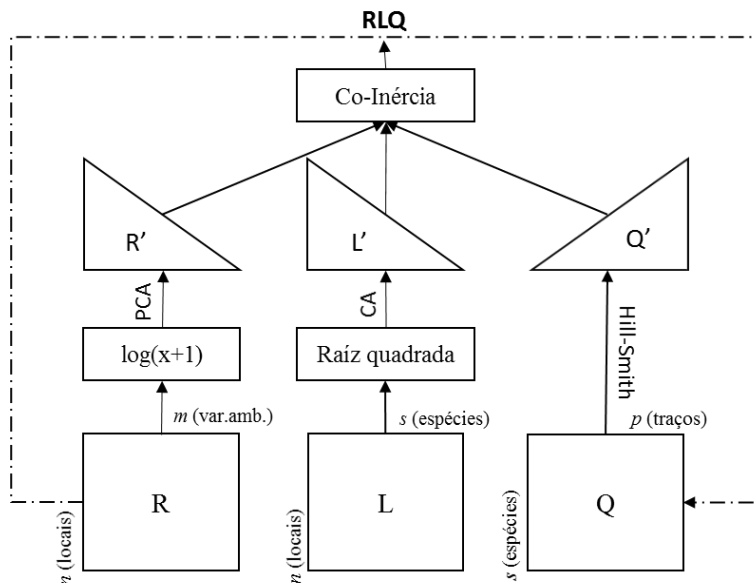 RLQ
Co-Inércia
R’
L’
Q’
PCA
CA
Hill-Smith
log(x+1)
Raíz quadrada
m (var.amb.)
s (espécies)
p (traços)
R
L
Q
n (locais)
n (locais)
s (espécies)